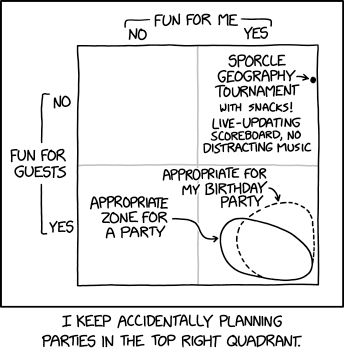 FUN FOR ME
NO YES
SPORCLE
GEOGRAPHY
TOURNAMENT
WITH SNACKS!
LIVE-UPDATING
SCOREBOARD, NO
DISTRACTING MUSIC
NO
FUN FOR
GUESTS
YES
APPROPRIATE FOR
MY BIRTHDAY
PARTY
APPROPRIATE
ZONE FOR
A PARTY
I KEEP ACCIDENTALLY PLANNING
PARTIES IN THE TOP RIGHT QUADRANT.